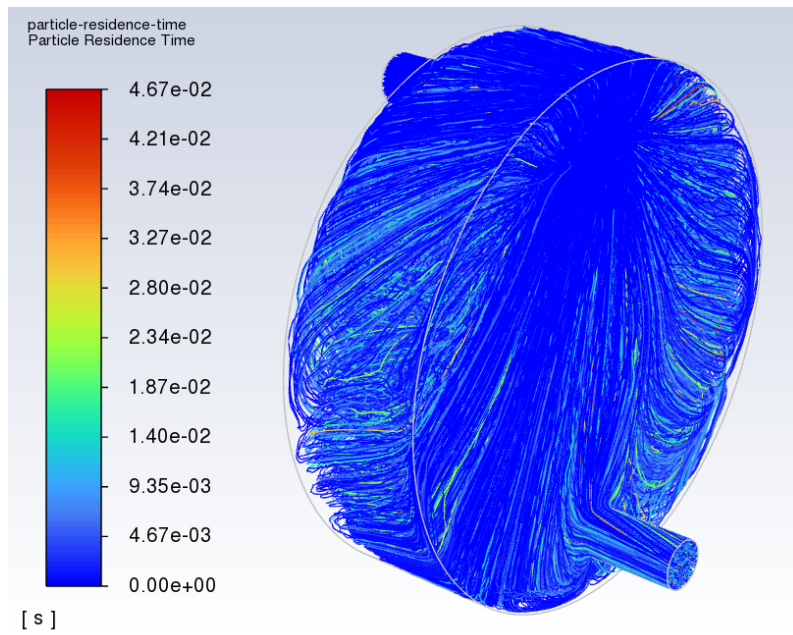 particle-residence-time
Particle Residence Time
4.67e-02
4.21e-02
3.74e-02
3.27e-02
2.80e-02
2.34e-02
1.87e-02
1.40e-02
9.35e-03
4.67e-03
0.00e+00
[ s ]